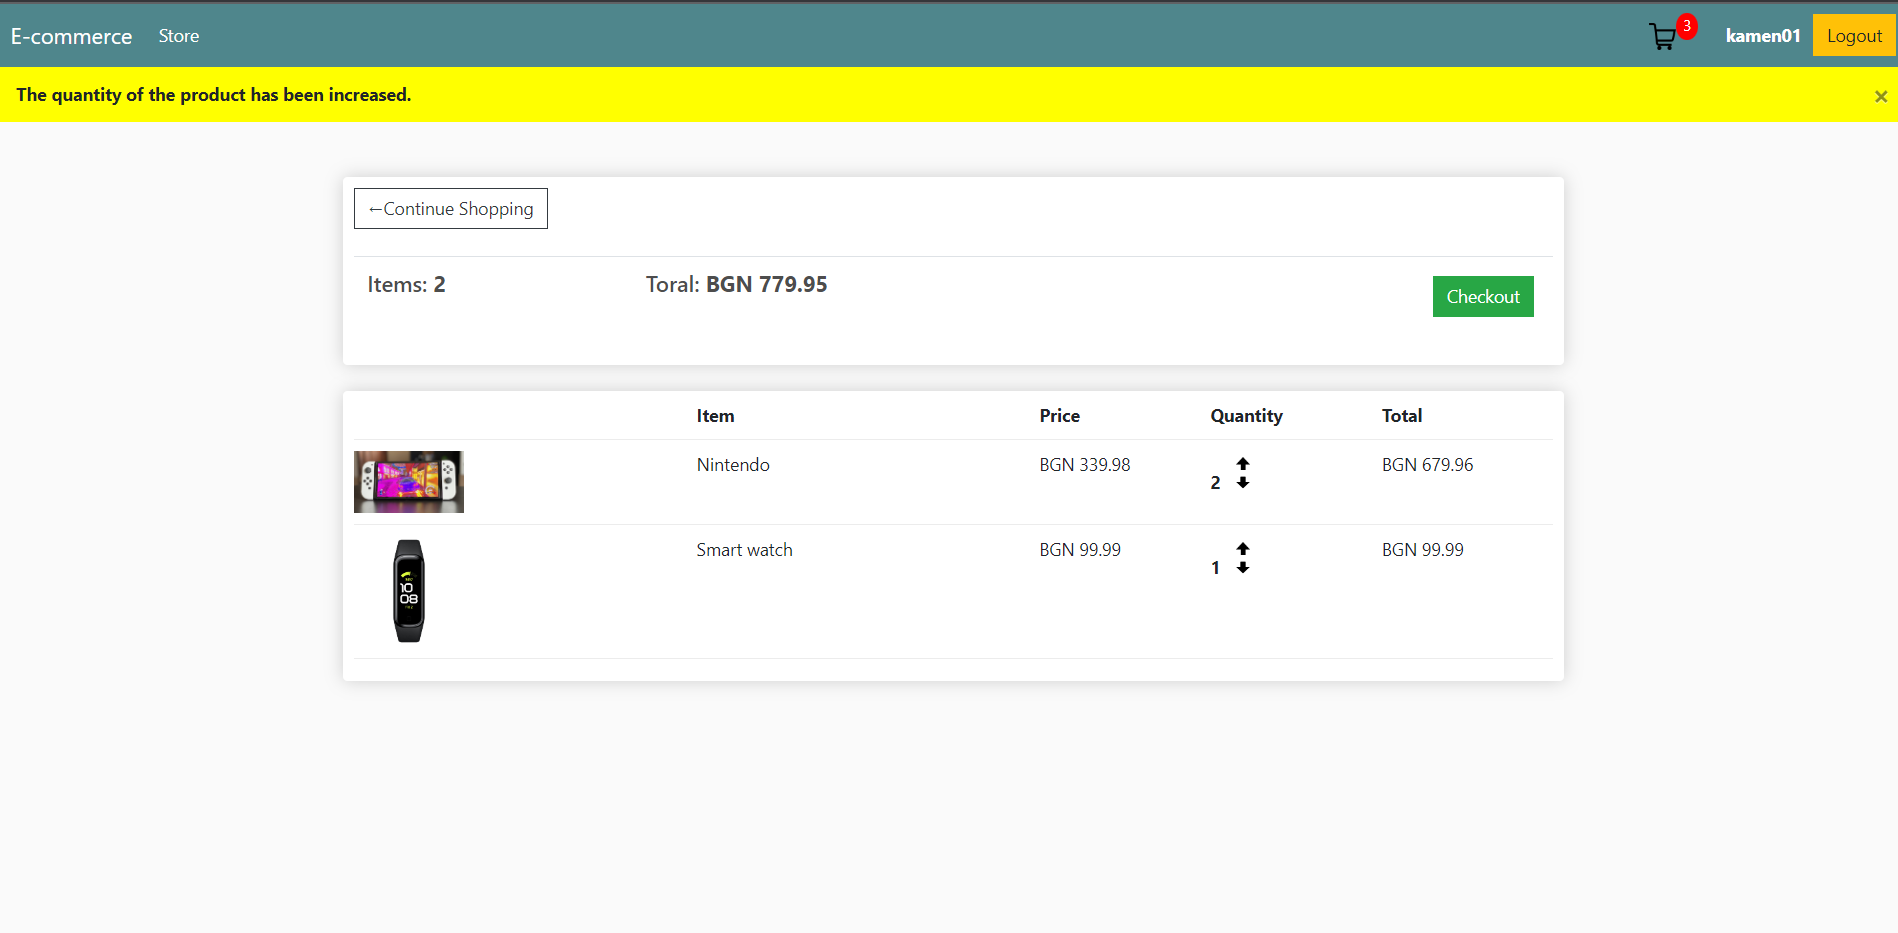 E-commerce Store 3 kamen01 Logout
The quantity of the product has been increased. ×
←Continue Shopping
Items: 2 Toral: BGN 779.95 Checkout
Item Price Quantity Total
Nintendo BGN 339.98 2 BGN 679.96
Smart watch BGN 99.99 1 BGN 99.99
10
08